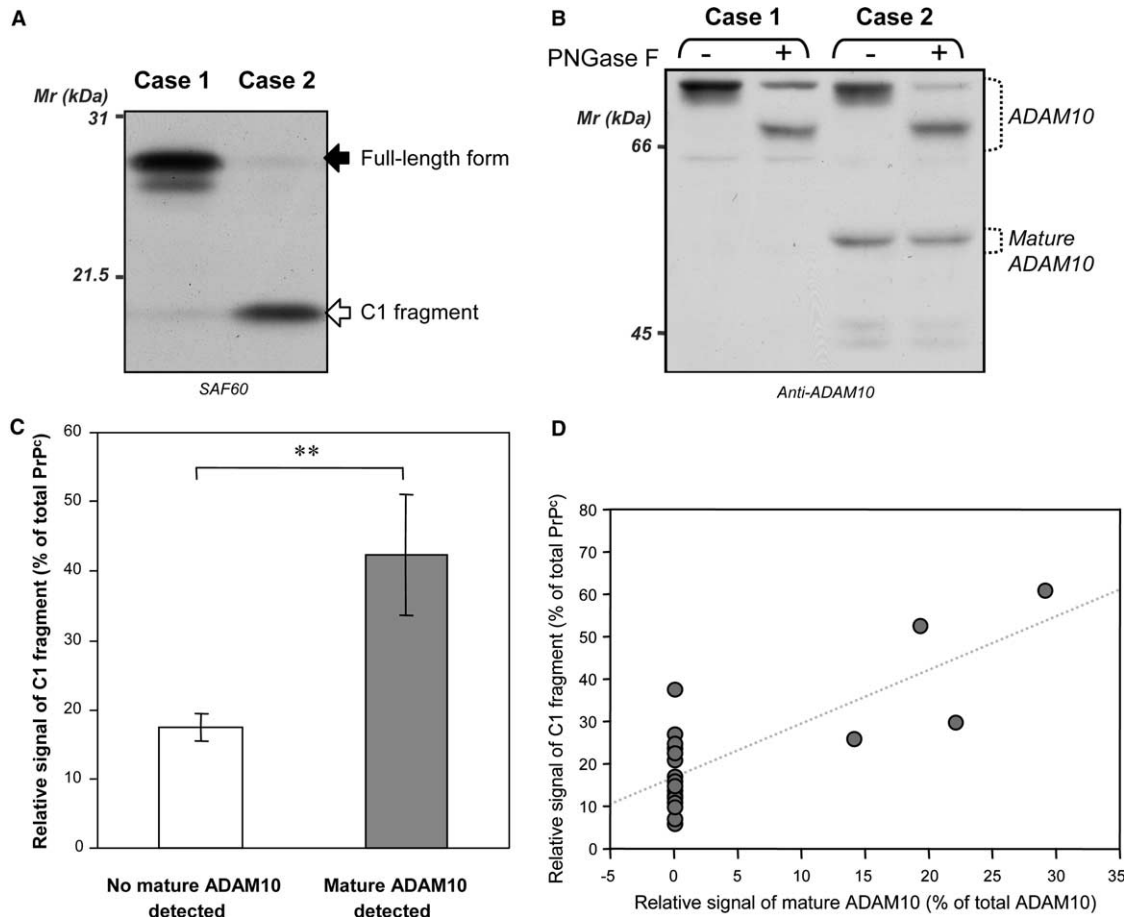 A
Case 1 Case 2
Mr (kDa)
31
Full-length form
21.5
C1 fragment
SAF60
B
Case 1 Case 2
PNGase F - + - +
Mr (kDa)
ADAM10
66
Mature
ADAM10
45
Anti-ADAM10
C
Relative signal of C1 fragment (% of total PrPᶜ)
60
50
40
30
20
10
0
**
No mature ADAM10
detected
Mature ADAM10
detected
D
Relative signal of C1 fragment (% of total PrPᶜ)
80
70
60
50
40
30
20
10
0
-5 0 5 10 15 20 25 30 35
Relative signal of mature ADAM10 (% of total ADAM10)